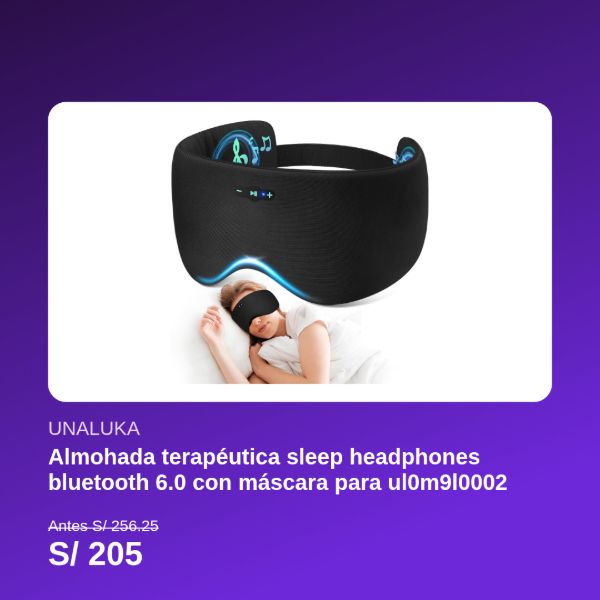 UNALUKA
Almohada terapéutica sleep headphones
bluetooth 6.0 con máscara para ul0m9l0002
Antes S/ 256.25
S/ 205